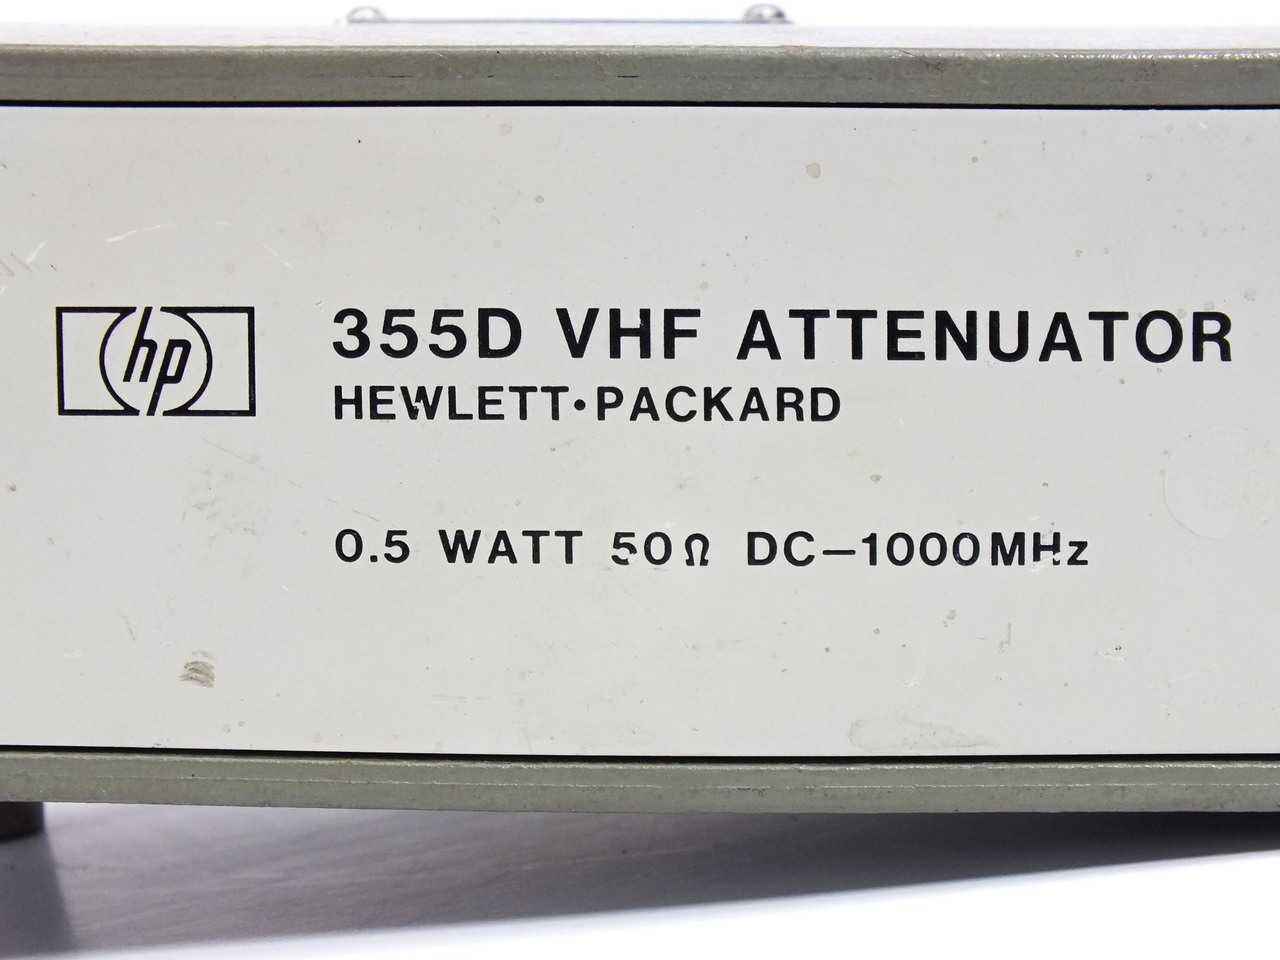 hp
355D VHF ATTENUATOR
HEWLETT•PACKARD
0.5 WATT 50Ω DC–1000MHz